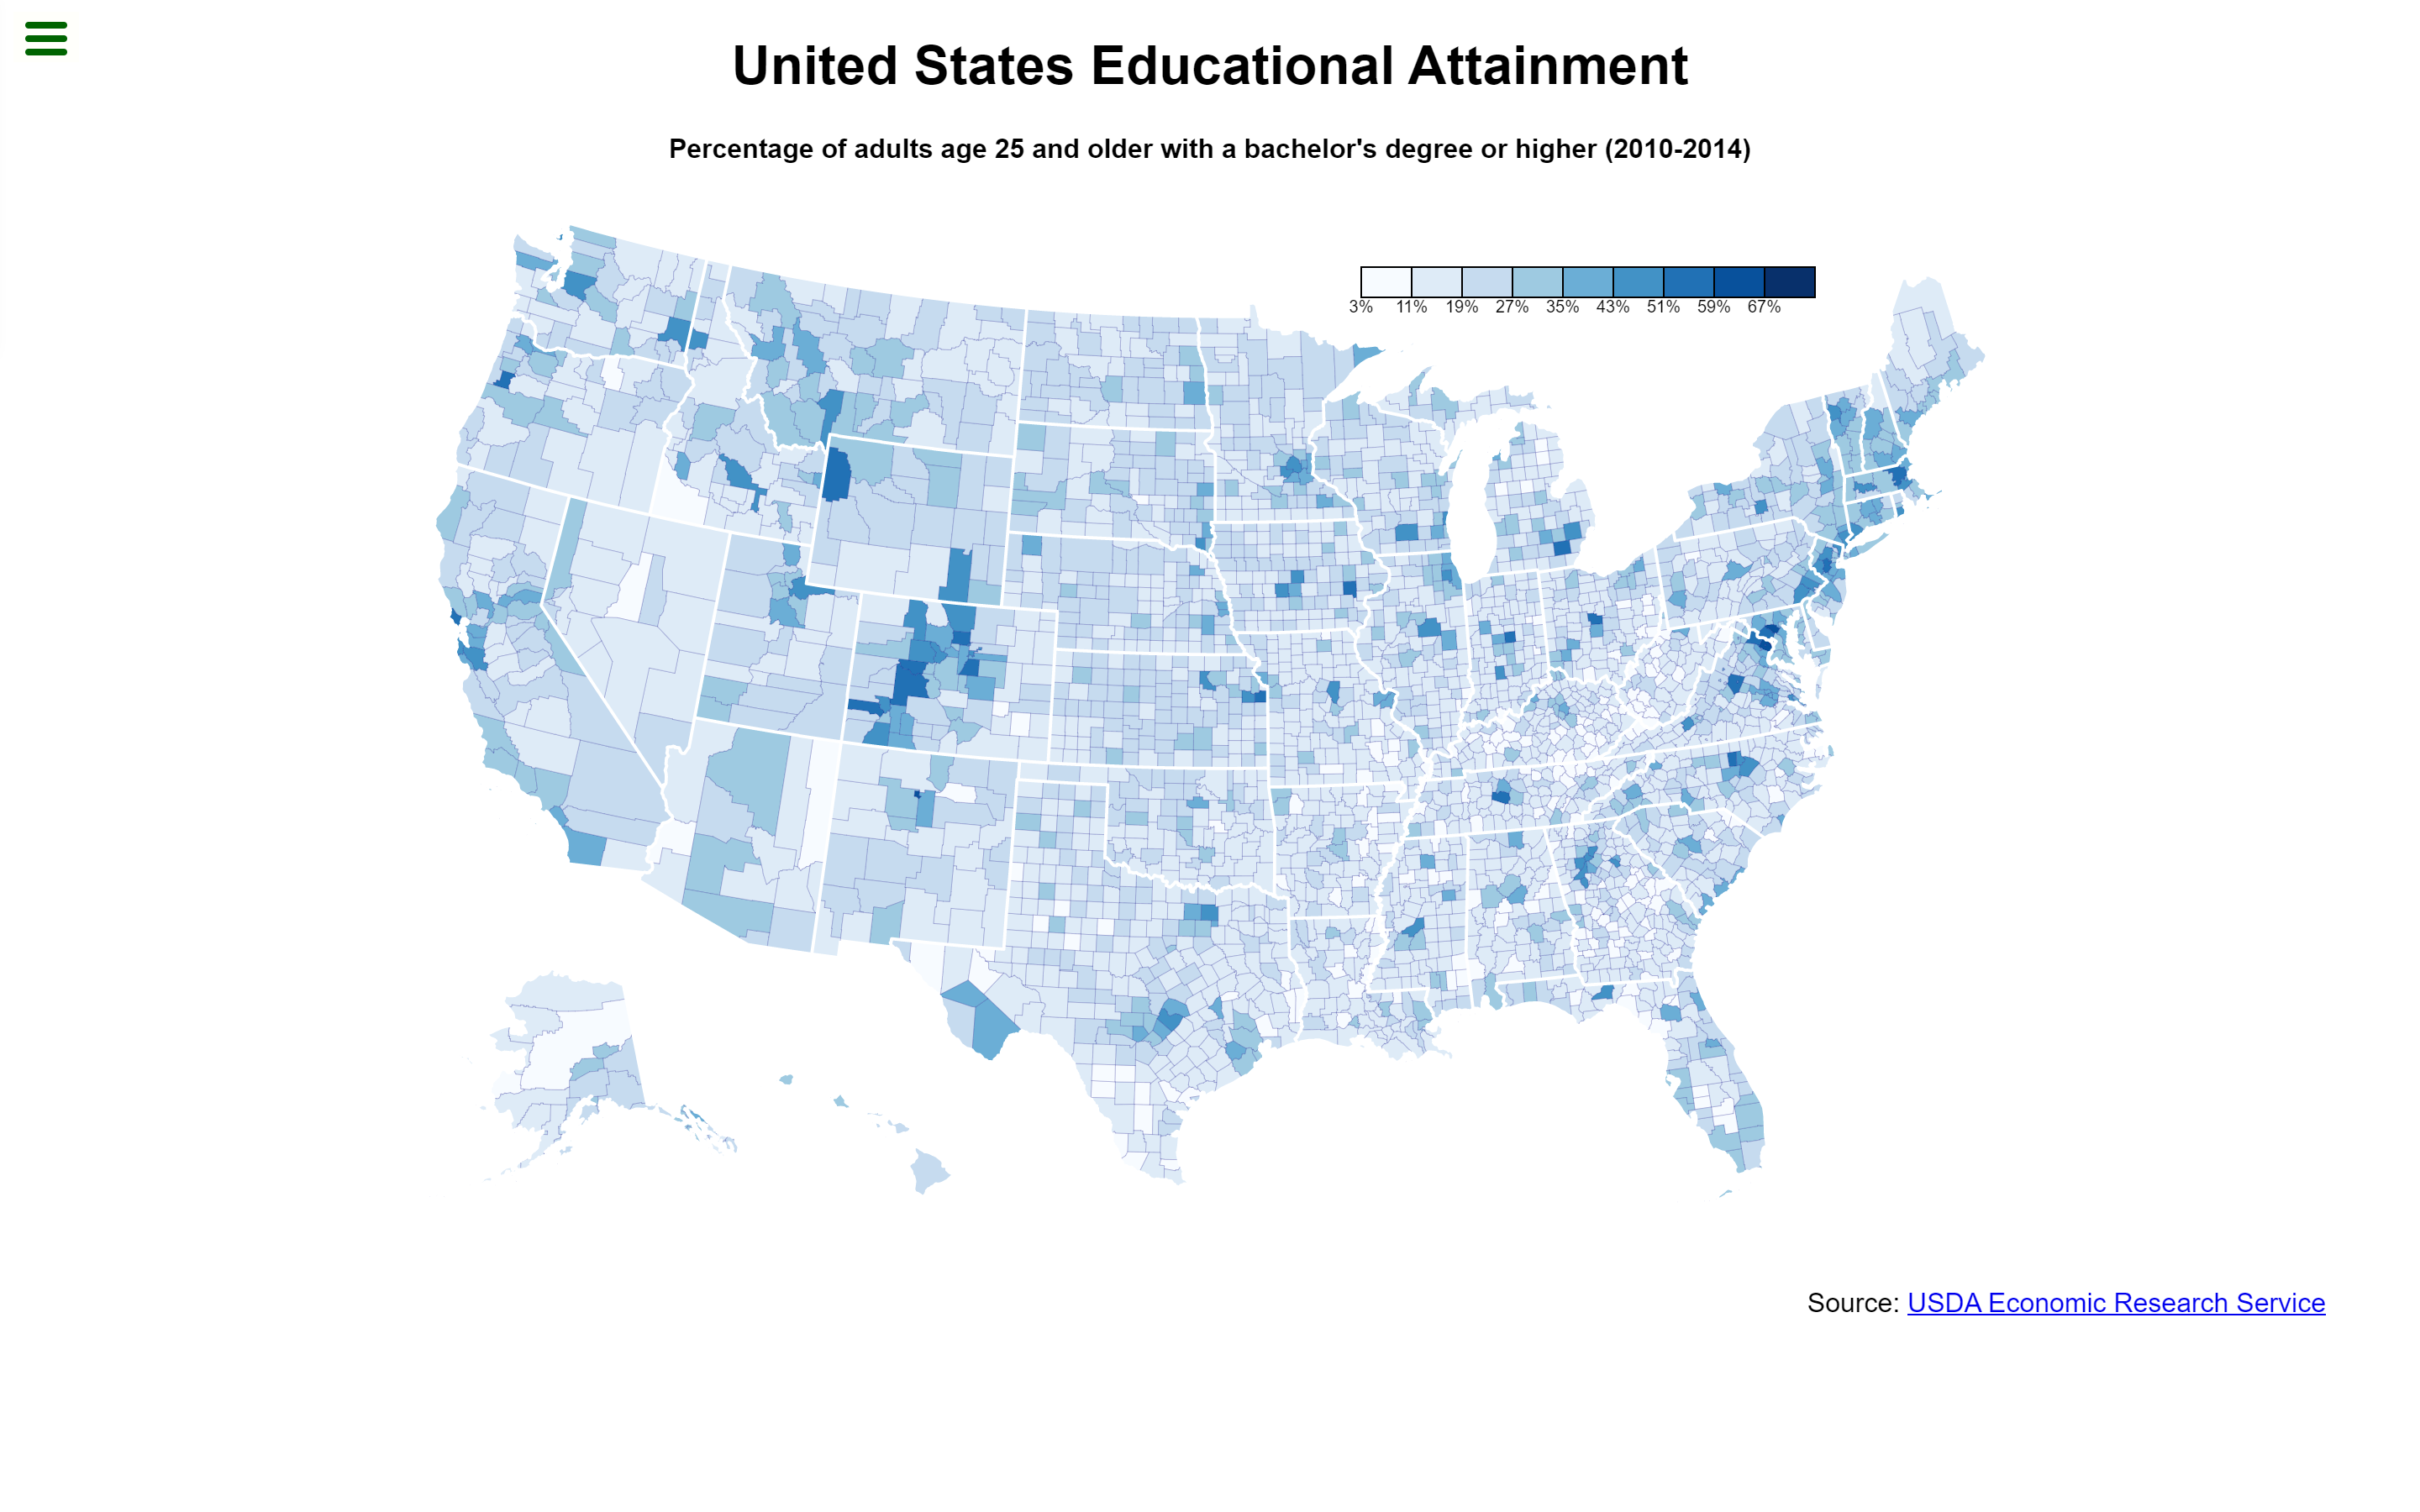 United States Educational Attainment
Percentage of adults age 25 and older with a bachelor's degree or higher (2010-2014)
3% 11% 19% 27% 35% 43% 51% 59% 67%
Source: USDA Economic Research Service